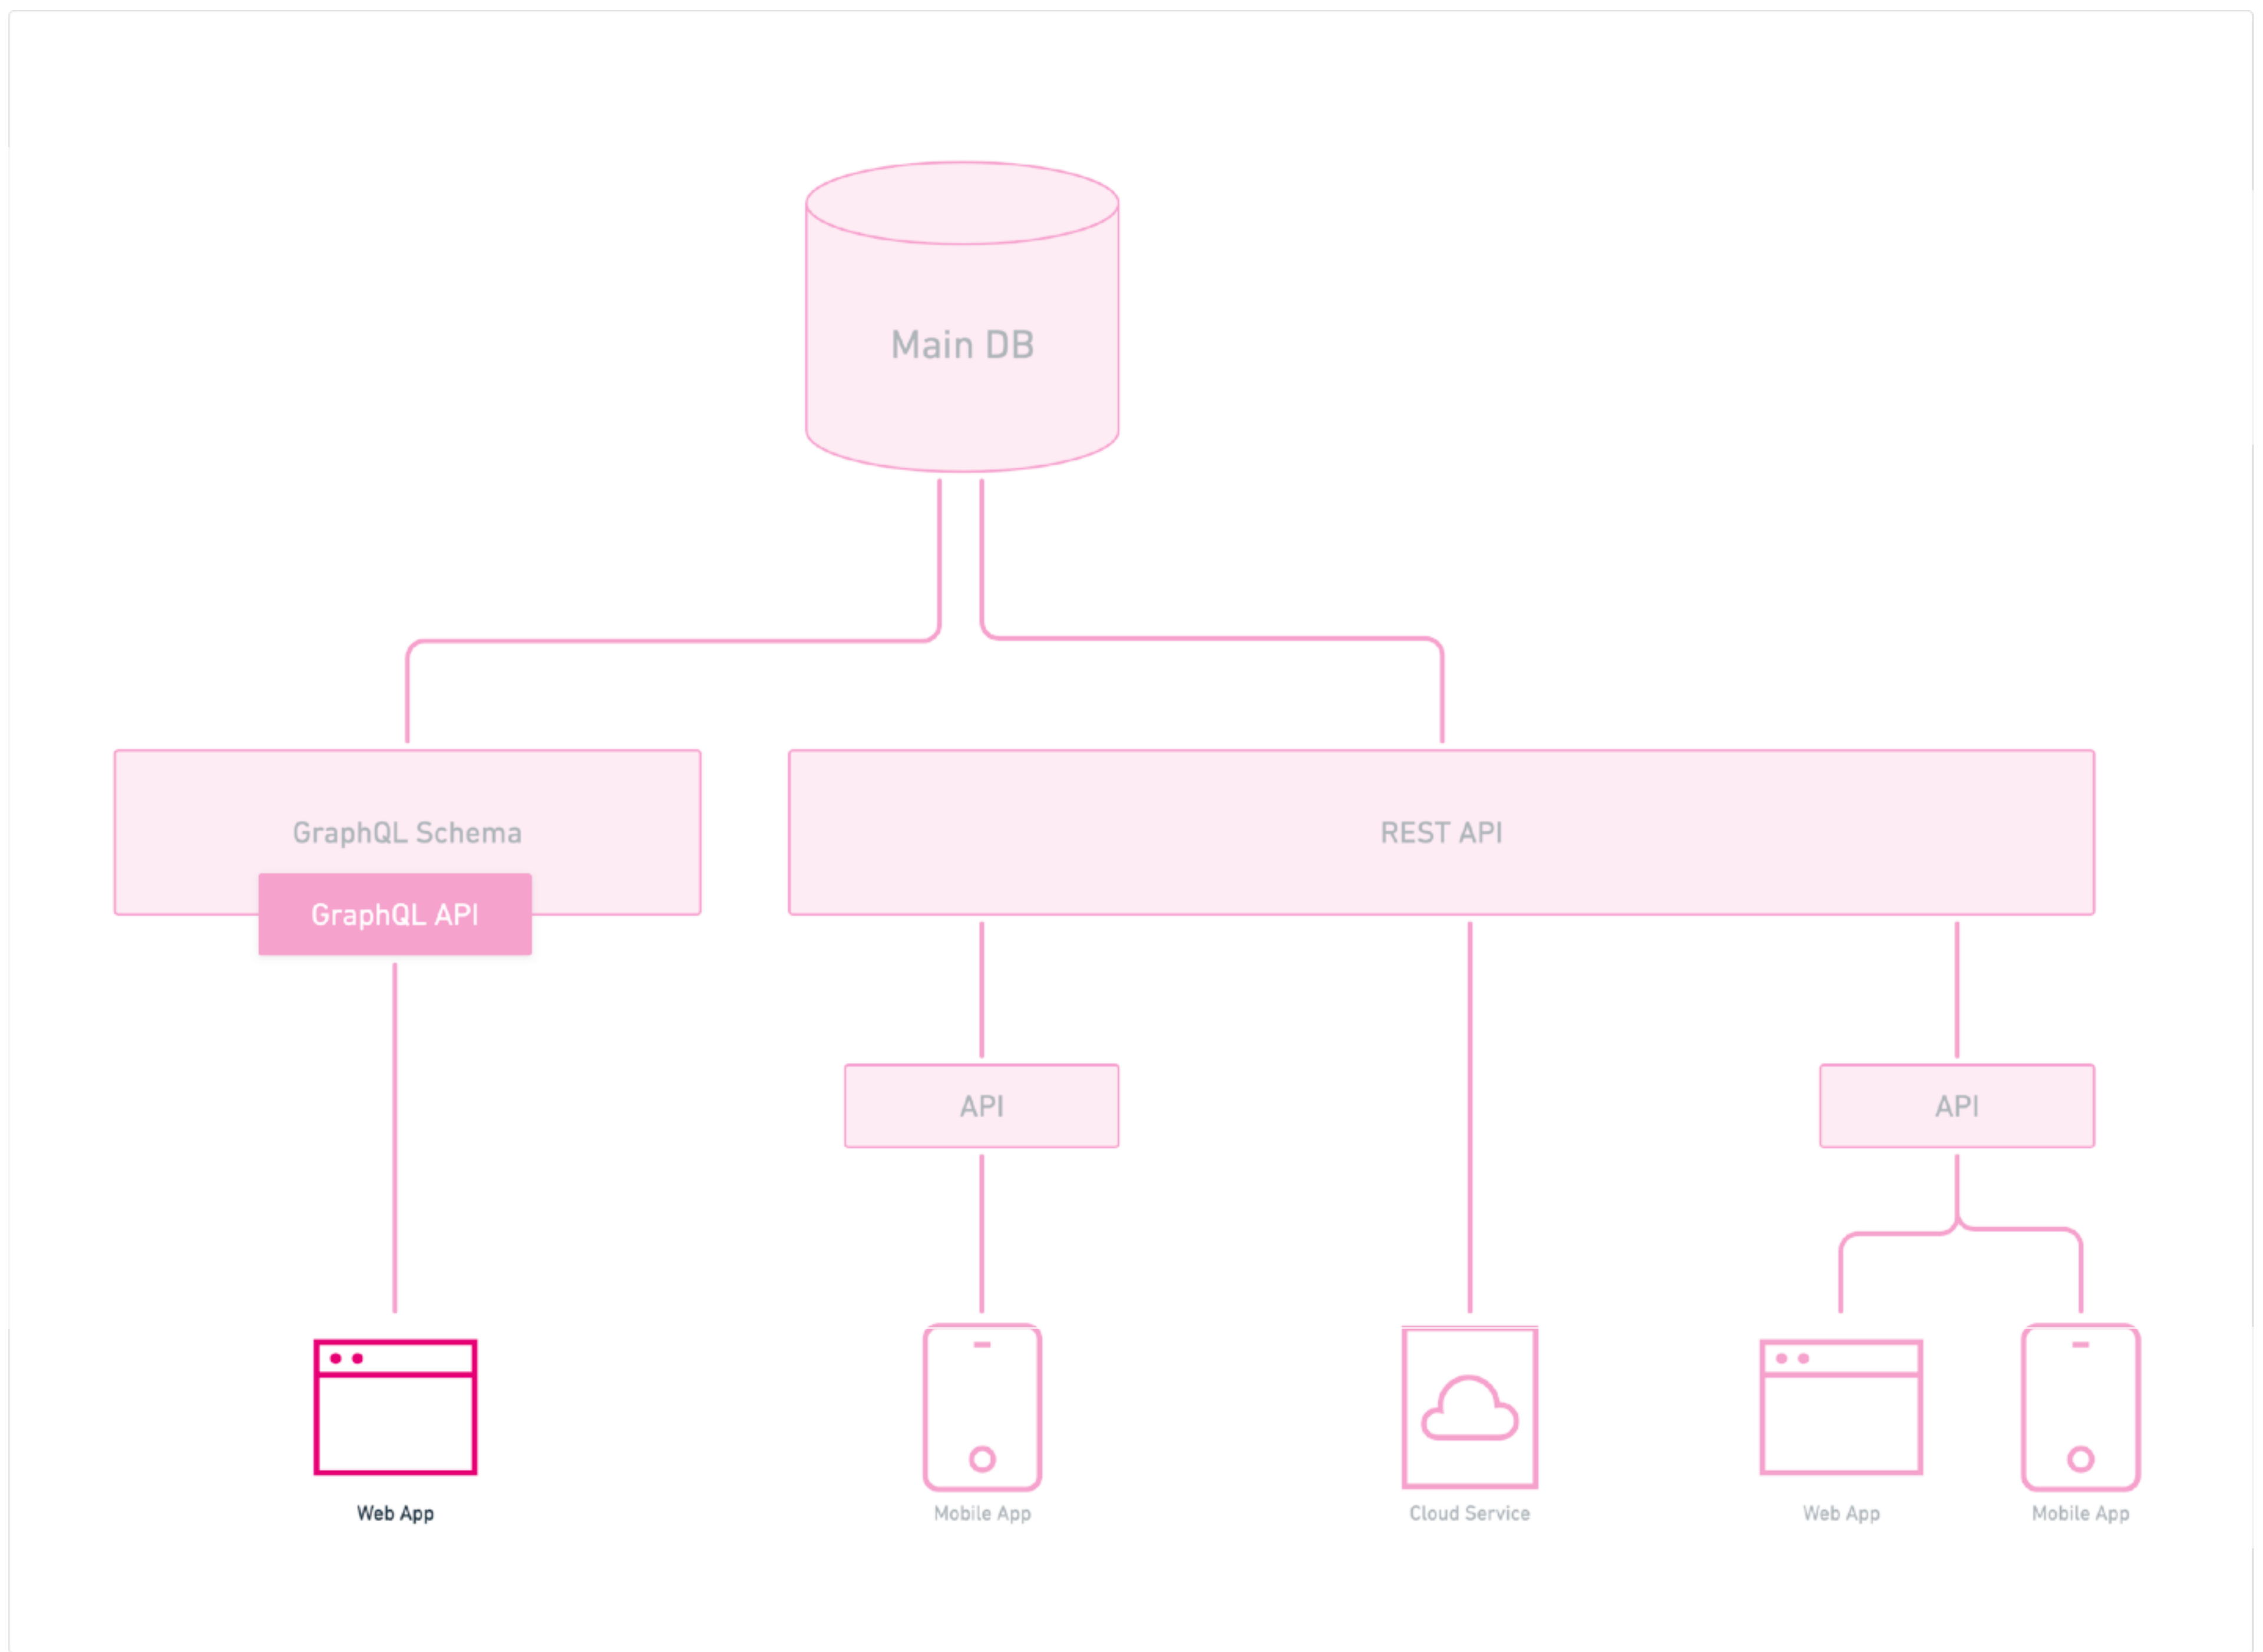 Main DB
GraphQL Schema
REST API
GraphQL API
API
API
Web App
Mobile App
Cloud Service
Web App
Mobile App